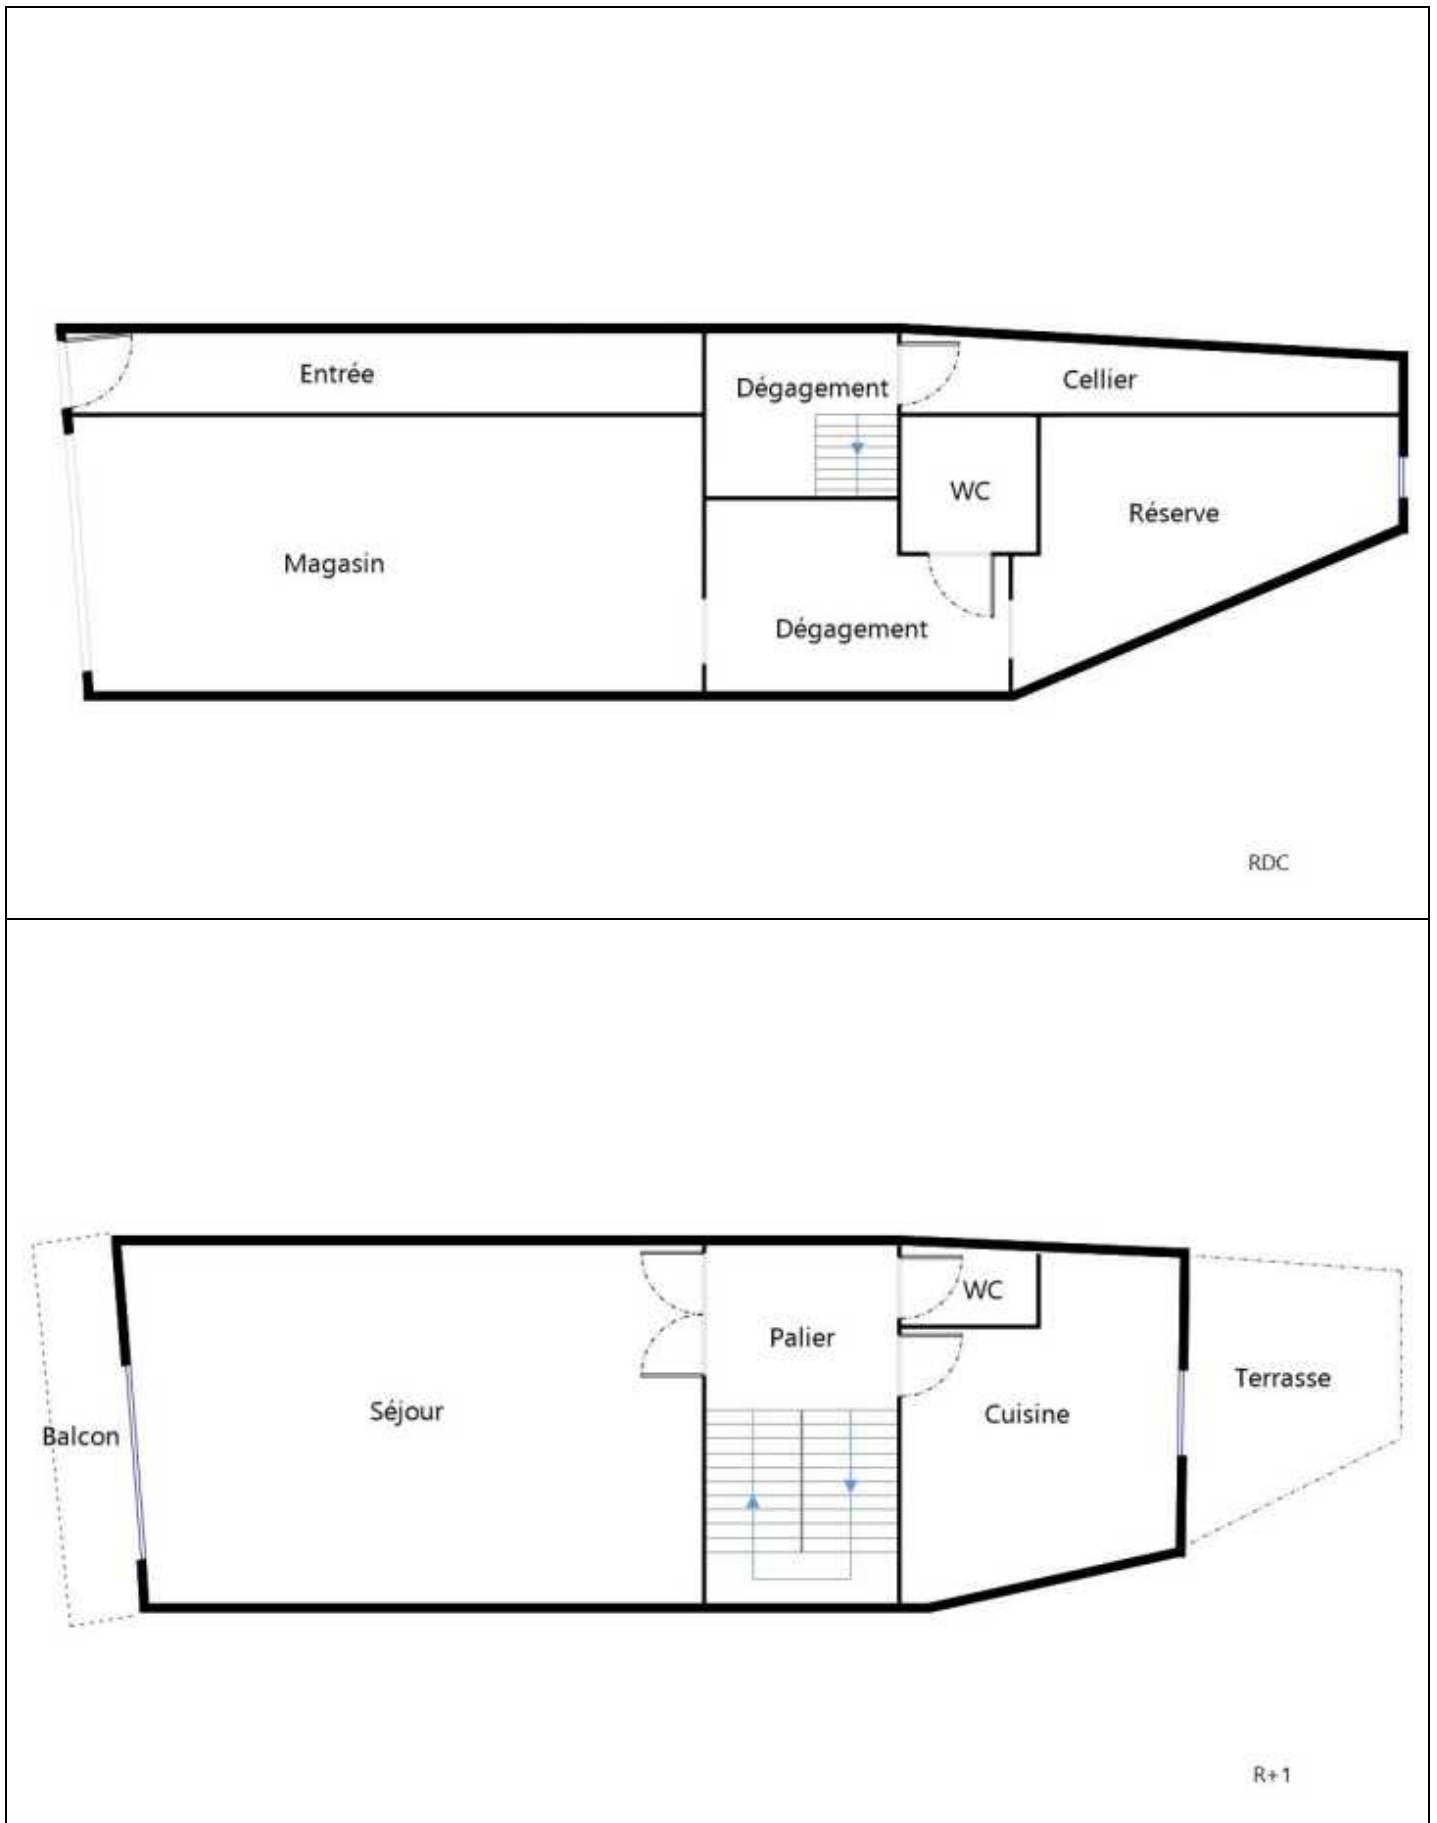 Entrée
Dégagement
Cellier
WC
Réserve
Magasin
Dégagement
RDC
WC
Palier
Terrasse
Séjour
Cuisine
Balcon
R+1